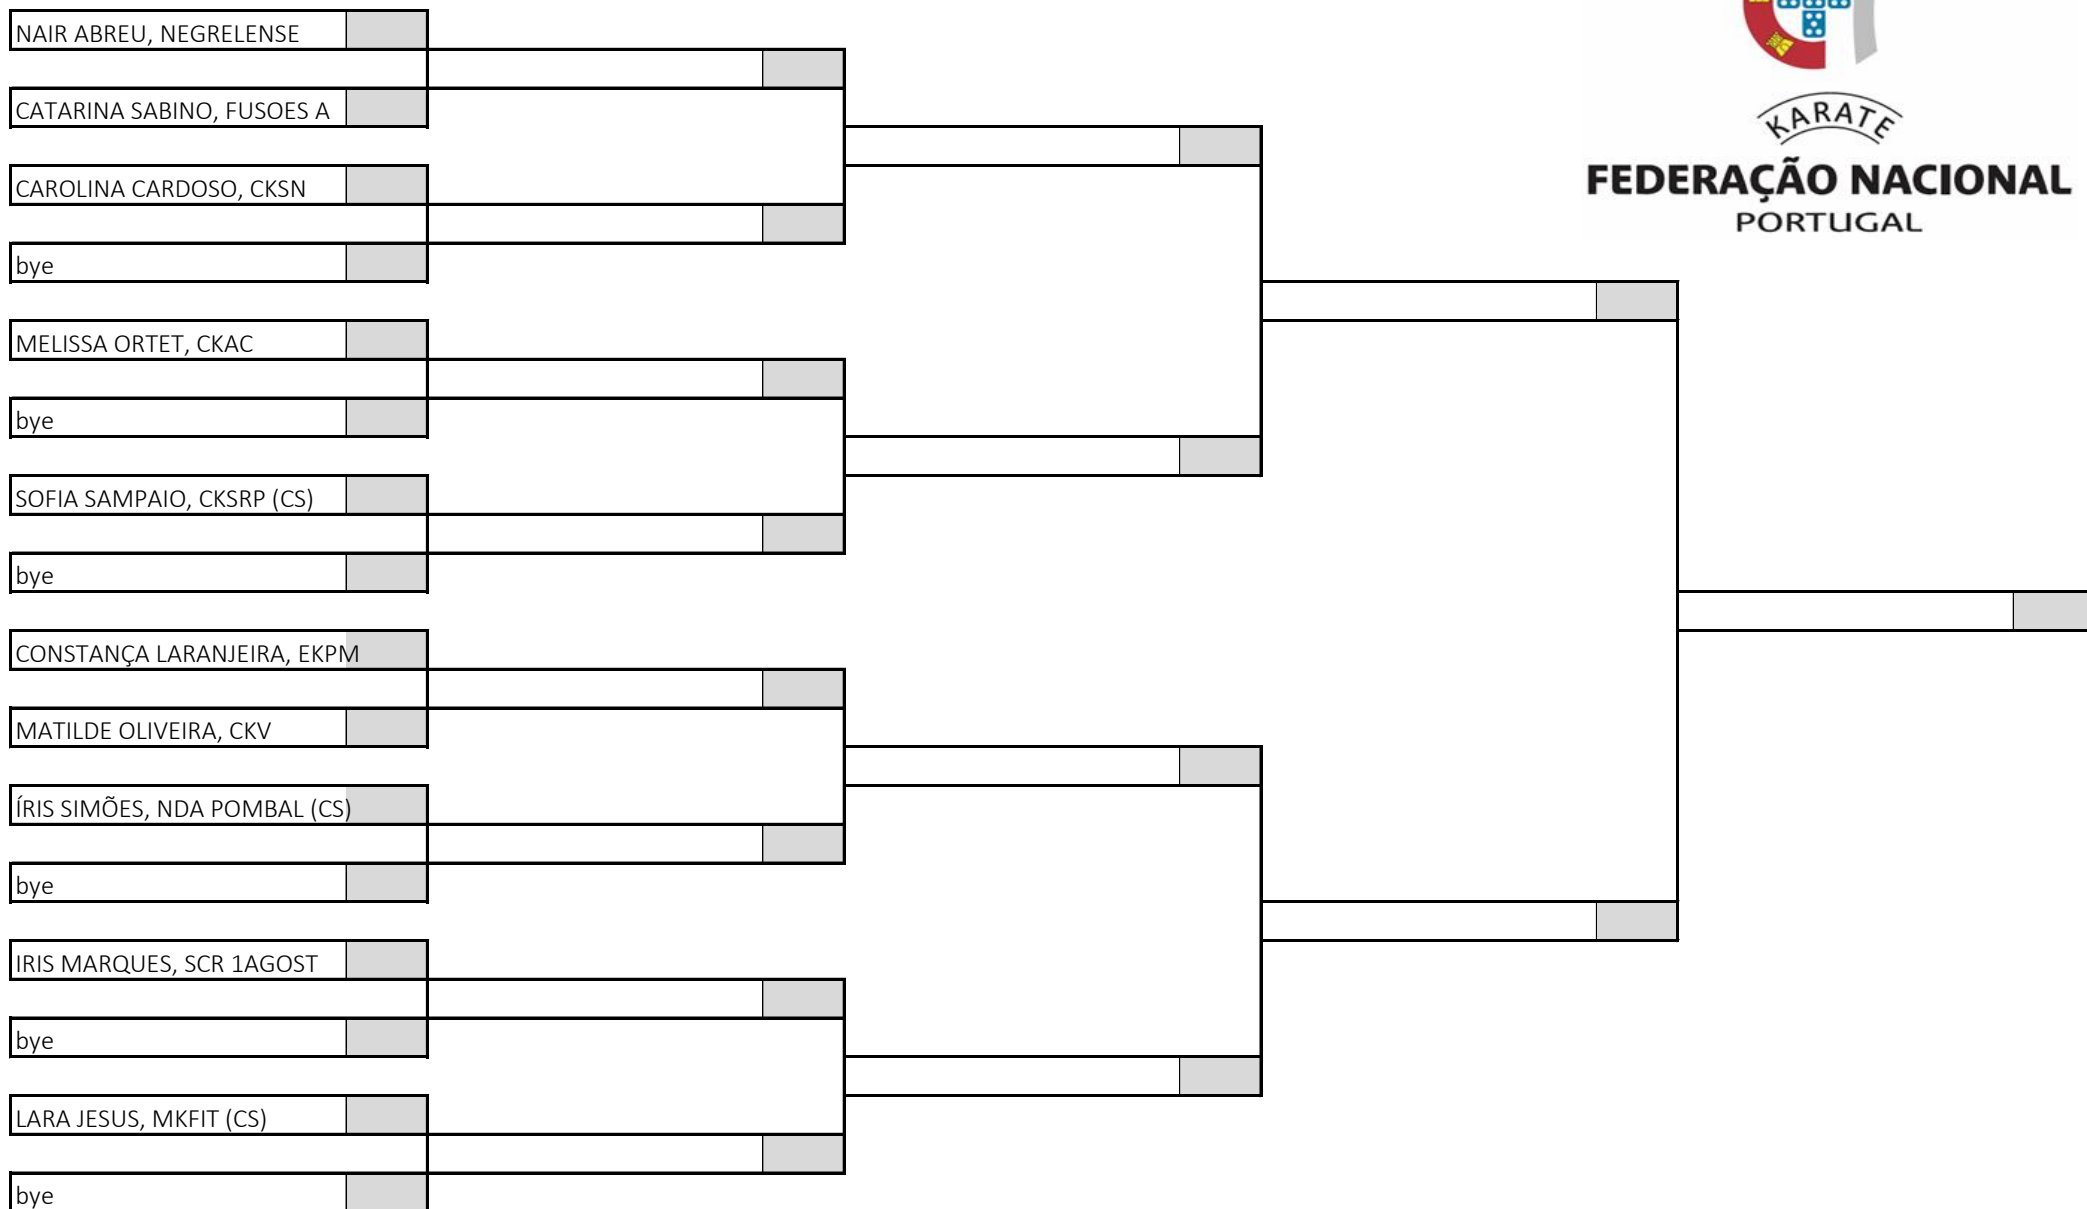 NAIR ABREU, NEGRELENSE
CATARINA SABINO, FUSOES A
CAROLINA CARDOSO, CKSN
bye
MELISSA ORTET, CKAC
bye
SOFIA SAMPAIO, CKSRP (CS)
bye
CONSTANÇA LARANJEIRA, EKPM
MATILDE OLIVEIRA, CKV
ÍRIS SIMÕES, NDA POMBAL (CS)
bye
IRIS MARQUES, SCR 1AGOST
bye
LARA JESUS, MKFIT (CS)
bye
KARATE
FEDERAÇÃO NACIONAL
PORTUGAL